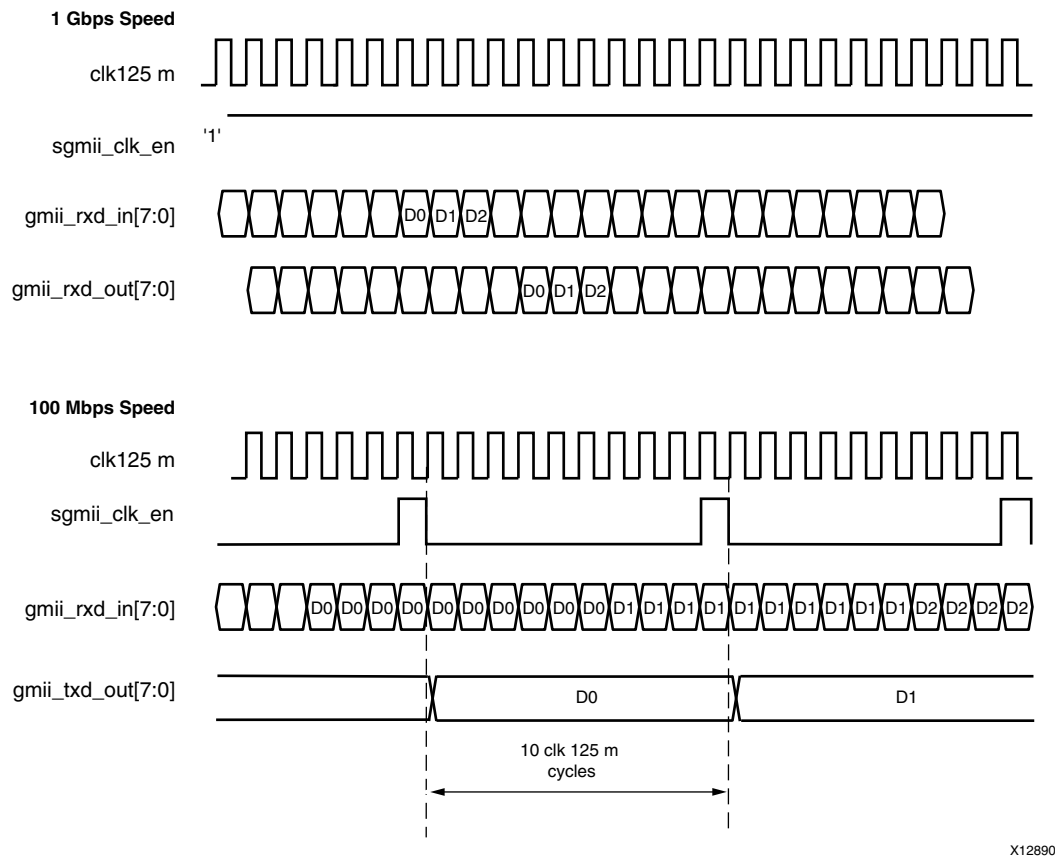 1 Gbps Speed
clk125 m
'1'
sgmii_clk_en
gmii_rxd_in[7:0] D0 D1 D2
gmii_rxd_out[7:0] D0 D1 D2
100 Mbps Speed
clk125 m
sgmii_clk_en
gmii_rxd_in[7:0] D0 D0 D0 D0 D0 D0 D0 D0 D0 D0 D1 D1 D1 D1 D1 D1 D1 D1 D1 D1 D2 D2 D2 D2
gmii_txd_out[7:0] D0 D1
10 clk 125 m
cycles
X12890